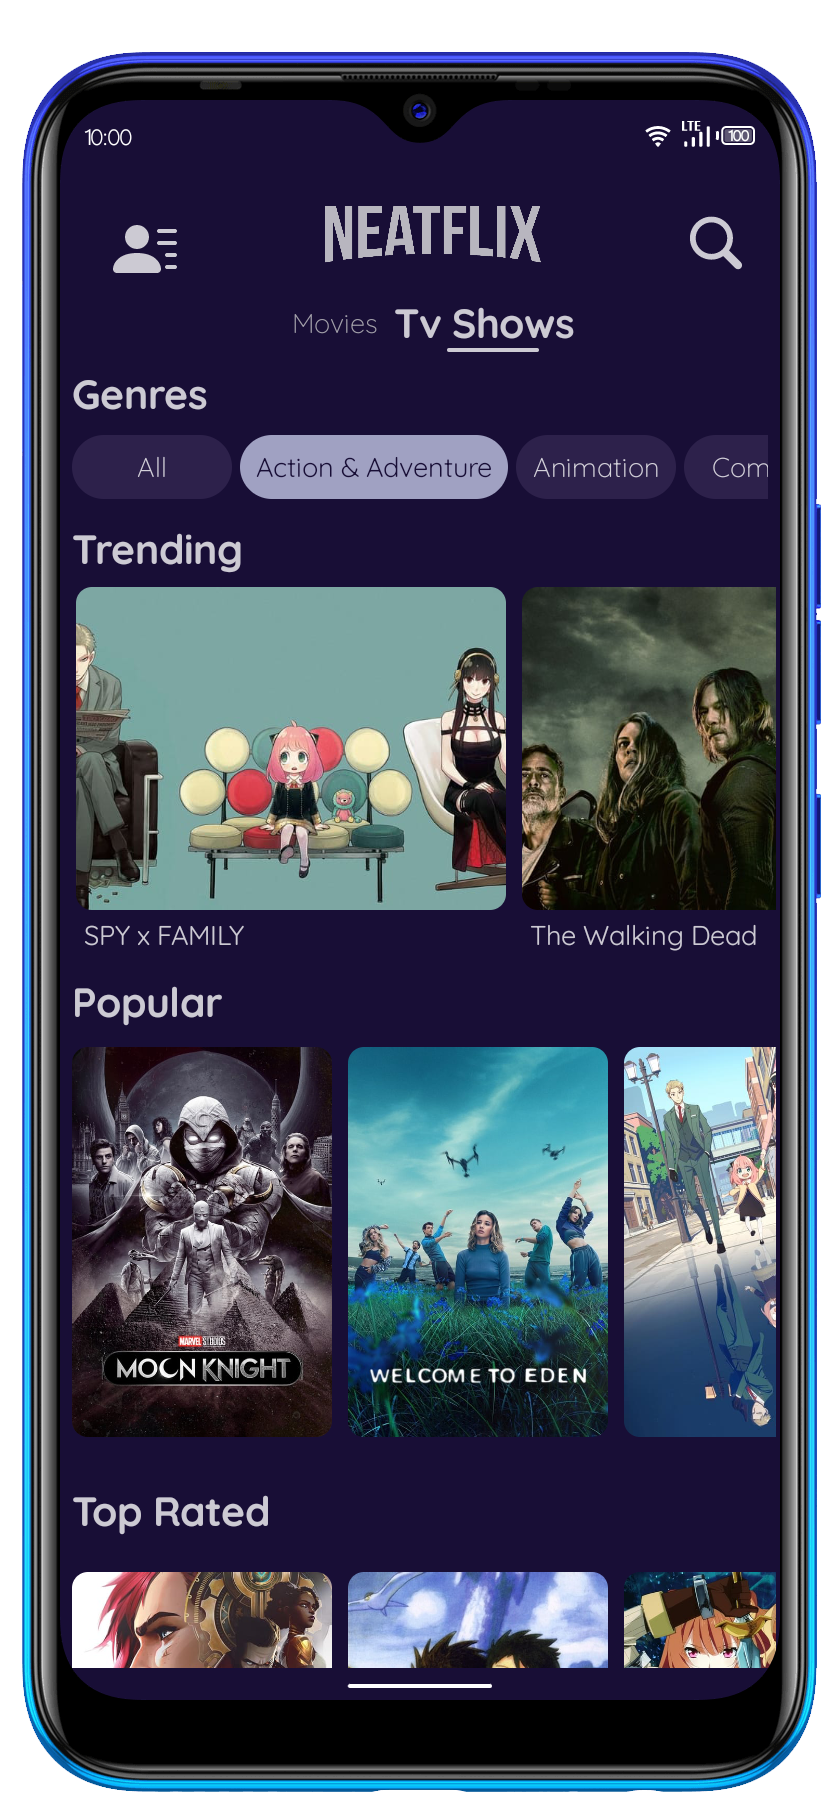 10:00
LTE
100
NEATFLIX
Movies
Tv Shows
Genres
All
Action & Adventure
Animation
Com
Trending
SPY x FAMILY
The Walking Dead
Popular
MARVEL STUDIOS
MOON KNIGHT
WELCOME TO EDEN
Top Rated